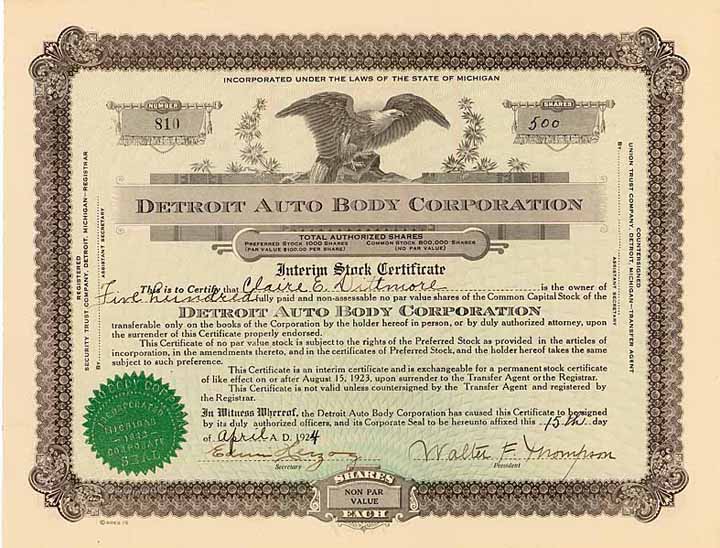 INCORPORATED UNDER THE LAWS OF THE STATE OF MICHIGAN
NUMBER
810
SHARES
500
DETROIT AUTO BODY CORPORATION
TOTAL AUTHORIZED SHARES
PREFERRED STOCK 1000 SHARES COMMON STOCK 800,000 SHARES
(PAR VALUE $100.00 PER SHARE) (NO PAR VALUE)
Interim Stock Certificate
This is to Certify that Claire E. Dittmore is the owner of
Five hundred fully paid and non-assessable no par value shares of the Common Capital Stock of the
DETROIT AUTO BODY CORPORATION
transferable only on the books of the Corporation by the holder hereof in person, or by duly authorized attorney, upon
the surrender of this Certificate properly endorsed.
This Certificate of no par value stock is subject to the rights of the Preferred Stock as provided in the articles of
incorporation, in the amendments thereto, and in the certificates of Preferred Stock, and the holder hereof takes the same
subject to such preference.
This Certificate is an interim certificate and is exchangeable for a permanent stock certificate
of like effect on or after August 15, 1923, upon surrender to the Transfer Agent or the Registrar.
This Certificate is not valid unless countersigned by the Transfer Agent and registered by
the Registrar.
In Witness Whereof, the Detroit Auto Body Corporation has caused this Certificate to be signed
by its duly authorized officers, and its Corporate Seal to be hereunto affixed this 15th day
of April A. D. 1924
Secretary
Walter F Thompson
President
SHARES
NON PAR
VALUE
EACH
REGISTERED
SECURITY TRUST COMPANY, DETROIT, MICHIGAN—REGISTRAR
By
ASSISTANT SECRETARY
COUNTERSIGNED
UNION TRUST COMPANY, DETROIT, MICHIGAN—TRANSFER AGENT
By
ASSISTANT SECRETARY
INCORPORATED
MICHIGAN
CORPORATE
SEAL